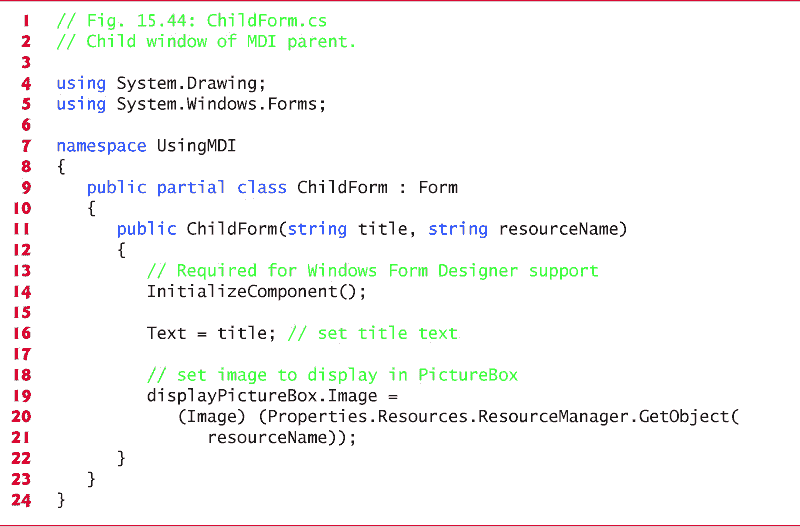 1 // Fig. 15.44: ChildForm.cs
2 // Child window of MDI parent.
3
4 using System.Drawing;
5 using System.Windows.Forms;
6
7 namespace UsingMDI
8 {
9 public partial class ChildForm : Form
10 {
11 public ChildForm(string title, string resourceName)
12 {
13 // Required for Windows Form Designer support
14 InitializeComponent();
15
16 Text = title; // set title text
17
18 // set image to display in PictureBox
19 displayPictureBox.Image =
20 (Image) (Properties.Resources.ResourceManager.GetObject(
21 resourceName));
22 }
23 }
24 }